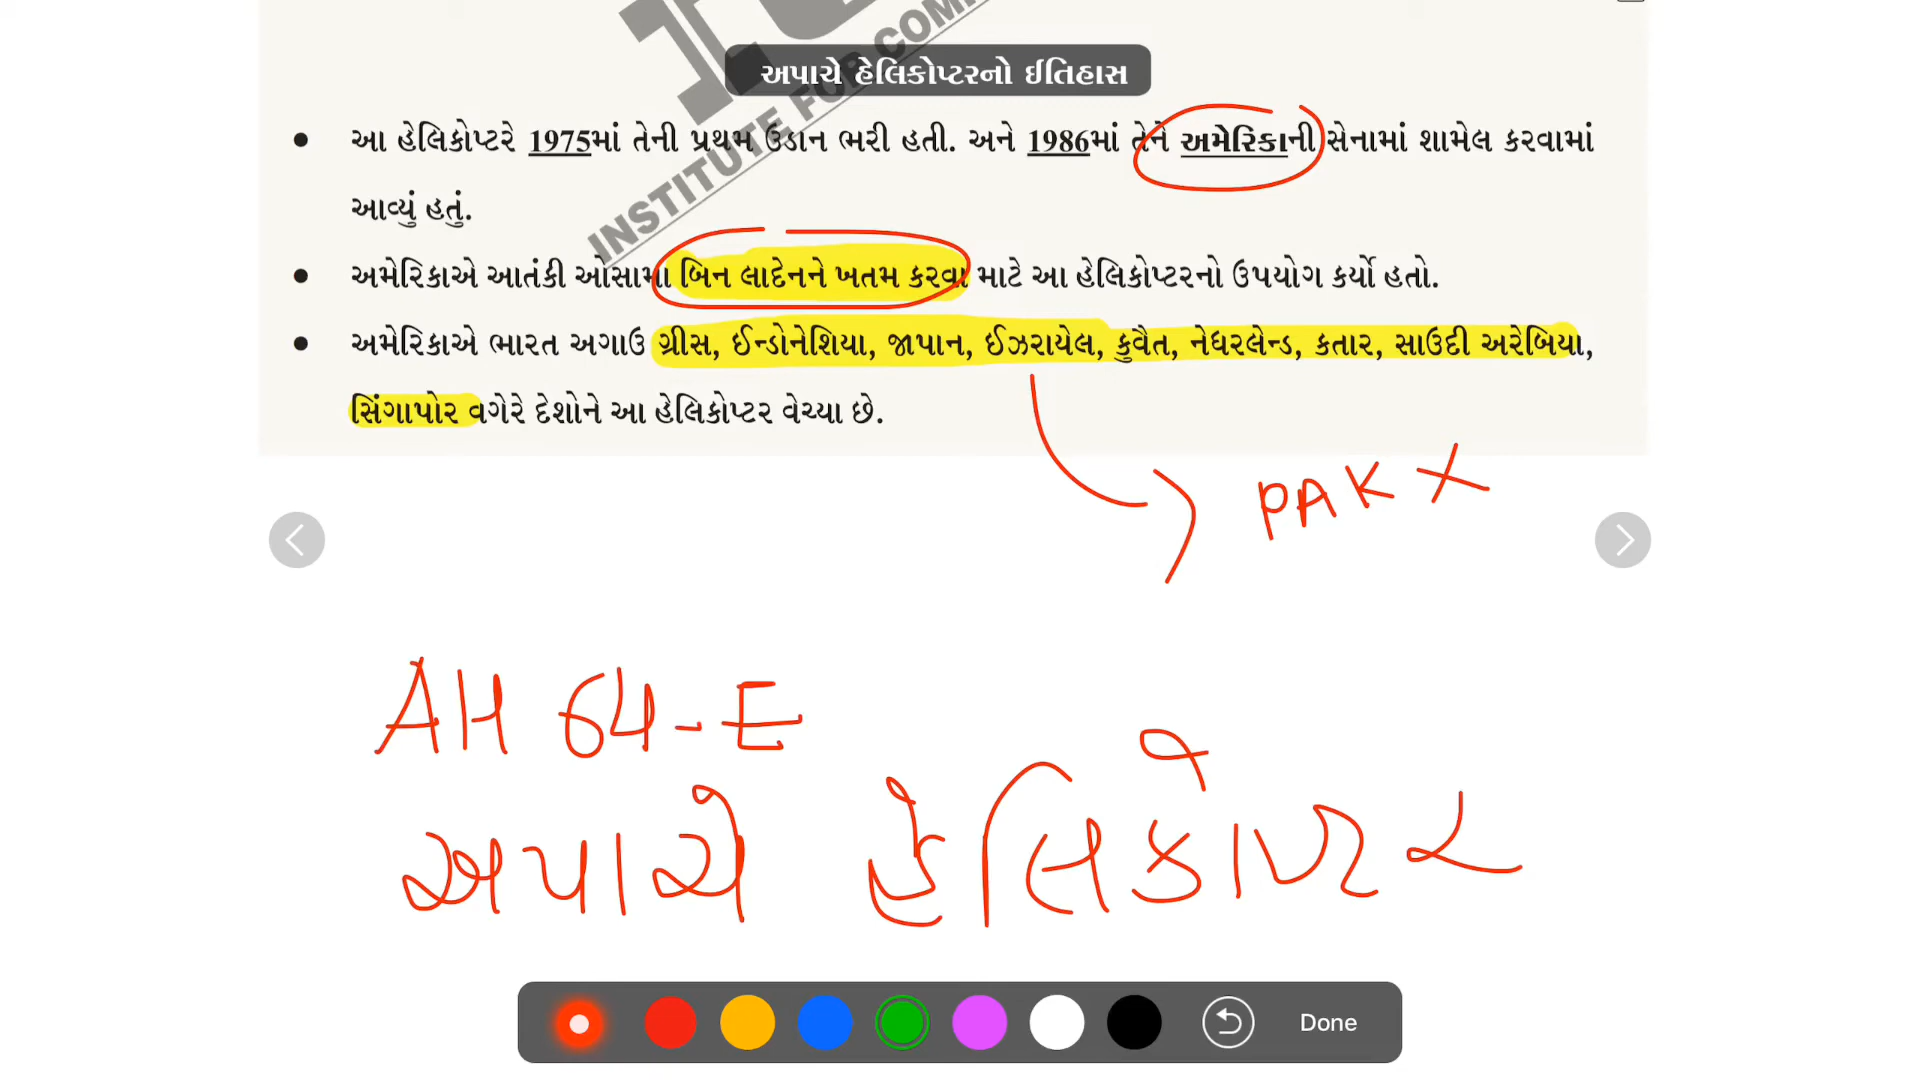 અપાચે હેલિકોપ્ટરનો ઈતિહાસ
● આ હેલિકોપ્ટરે 1975માં તેની પ્રથમ ઉડાન ભરી હતી. અને 1986માં તેને અમેરિકાની સેનામાં શામેલ કરવામાં
આવ્યું હતું.
● અમેરિકાએ આતંકી ઓસામા બિન લાદેનને ખતમ કરવા માટે આ હેલિકોપ્ટરનો ઉપયોગ કર્યો હતો.
● અમેરિકાએ ભારત અગાઉ ગ્રીસ, ઈન્ડોનેશિયા, જાપાન, ઈઝરાયેલ, કુવૈત, નેધરલેન્ડ, કતાર, સાઉદી અરેબિયા,
સિંગાપોર વગેરે દેશોને આ હેલિકોપ્ટર વેચ્યા છે.
INSTITUTE FOR
PAK X
AH 64-E
અપાચે હેલિકોપ્ટર
Done